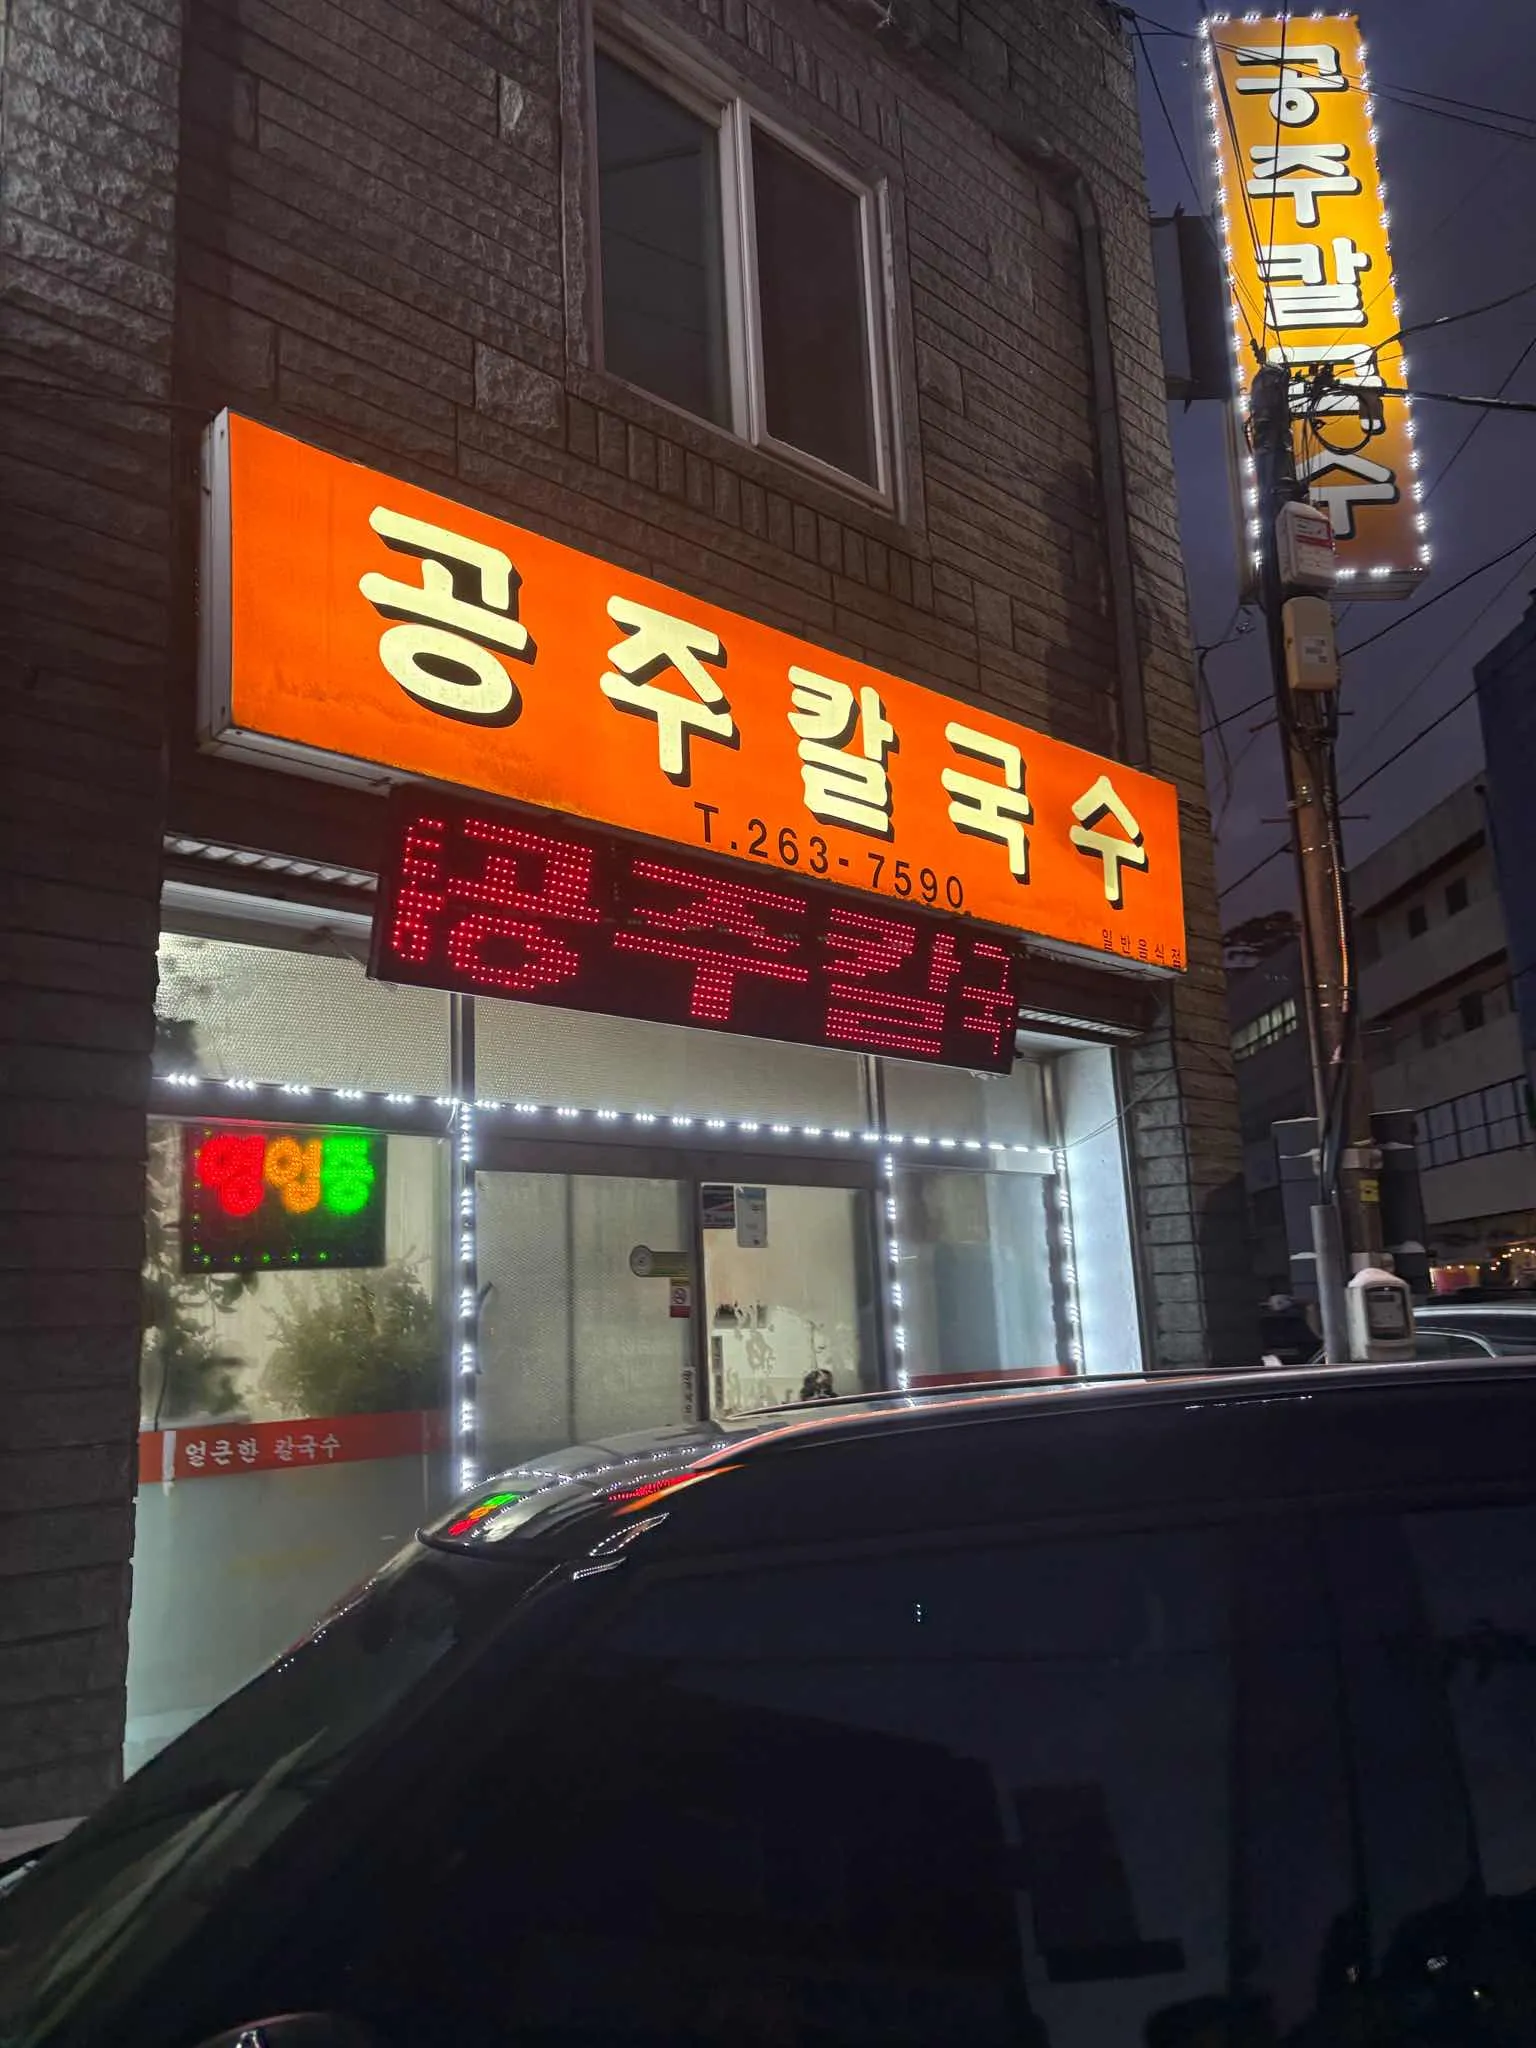 공주칼국수
공주칼국수
T.263-7590
일반음식점
공주칼국
영업중
얼큰한 칼국수